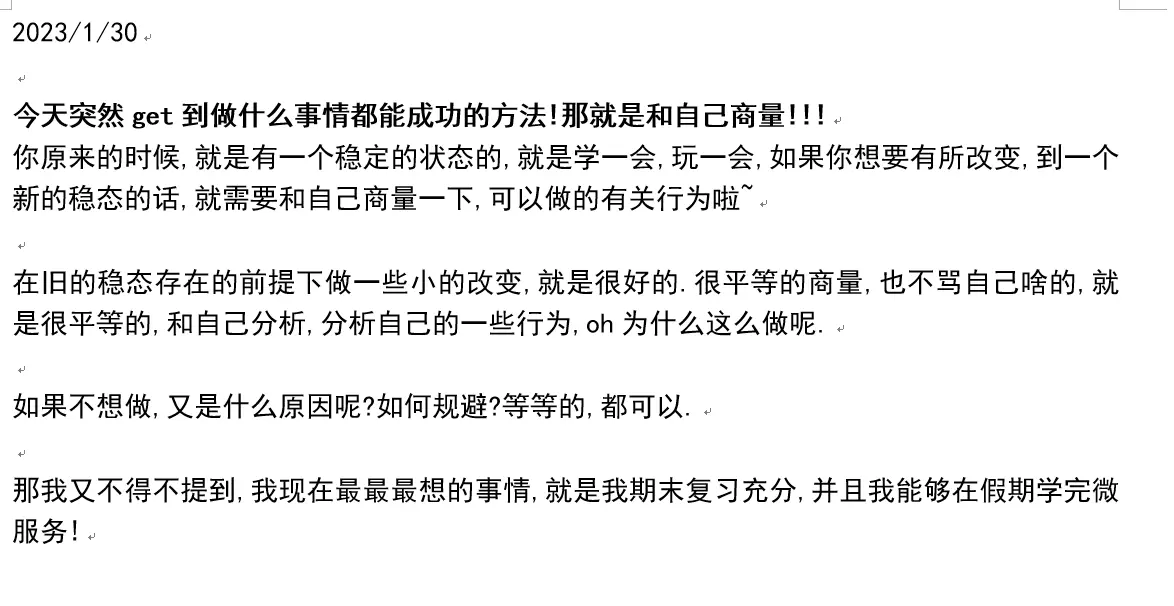 2023/1/30
今天突然 get 到做什么事情都能成功的方法!那就是和自己商量!!!
你原来的时候,就是有一个稳定的状态的,就是学一会,玩一会,如果你想要有所改变,到一个
新的稳态的话,就需要和自己商量一下,可以做的有关行为啦~
在旧的稳态存在的前提下做一些小的改变,就是很好的.很平等的商量,也不骂自己啥的,就
是很平等的,和自己分析,分析自己的一些行为,oh 为什么这么做呢.
如果不想做,又是什么原因呢?如何规避?等等的,都可以.
那我又不得不提到,我现在最最最想的事情,就是我期末复习充分,并且我能够在假期学完微
服务!